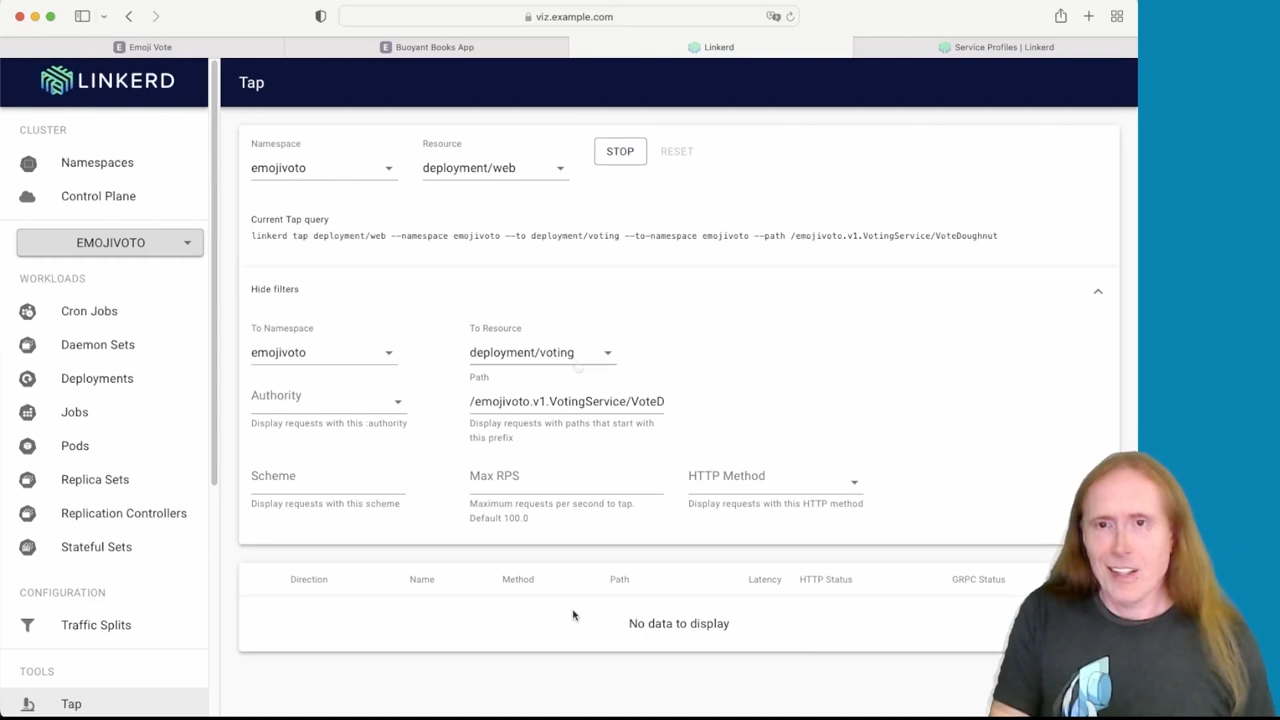 viz.example.com
Emoji Vote
Buoyant Books App
Linkerd
Service Profiles | Linkerd
LINKERD
Tap
CLUSTER
Namespaces
Control Plane
EMOJIVOTO
WORKLOADS
Cron Jobs
Daemon Sets
Deployments
Jobs
Pods
Replica Sets
Replication Controllers
Stateful Sets
CONFIGURATION
Traffic Splits
TOOLS
Tap
Namespace
Resource
emojivoto
deployment/web
STOP
RESET
Current Tap query
linkerd tap deployment/web --namespace emojivoto --to deployment/voting --to-namespace emojivoto --path /emojivoto.v1.VotingService/VoteDoughnut
Hide filters
To Namespace
To Resource
emojivoto
deployment/voting
Path
Authority
/emojivoto.v1.VotingService/VoteD
Display requests with this :authority
Display requests with paths that start with
this prefix
Scheme
Max RPS
HTTP Method
Display requests with this scheme
Maximum requests per second to tap.
Default 100.0
Display requests with this HTTP method
Direction
Name
Method
Path
Latency
HTTP Status
GRPC Status
No data to display